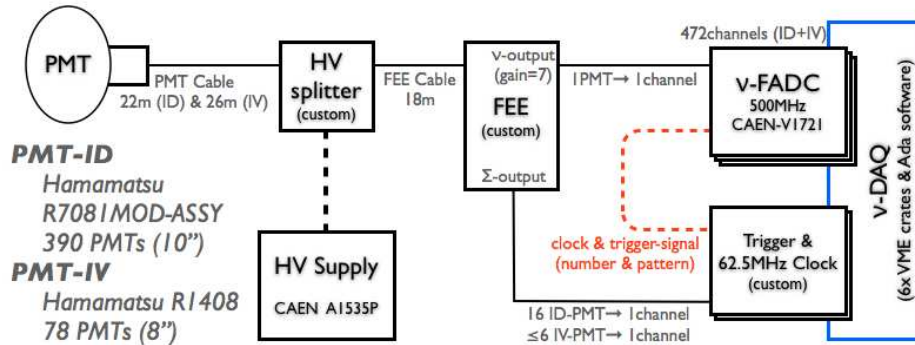 PMT
PMT Cable
22m (ID) & 26m (IV)
HV
splitter
(custom)
FEE Cable
18m
ν-output
(gain=7)
FEE
(custom)
Σ-output
472channels (ID+IV)
1PMT→ 1channel
ν-FADC
500MHz
CAEN-V1721
ν-DAQ
(6x VME crates & Ada software)
PMT-ID
Hamamatsu
R7081MOD-ASSY
390 PMTs (10”)
PMT-IV
Hamamatsu R1408
78 PMTs (8”)
HV Supply
CAEN A1535P
clock & trigger-signal
(number & pattern)
Trigger &
62.5MHz Clock
(custom)
16 ID-PMT→ 1channel
≤6 IV-PMT→ 1channel